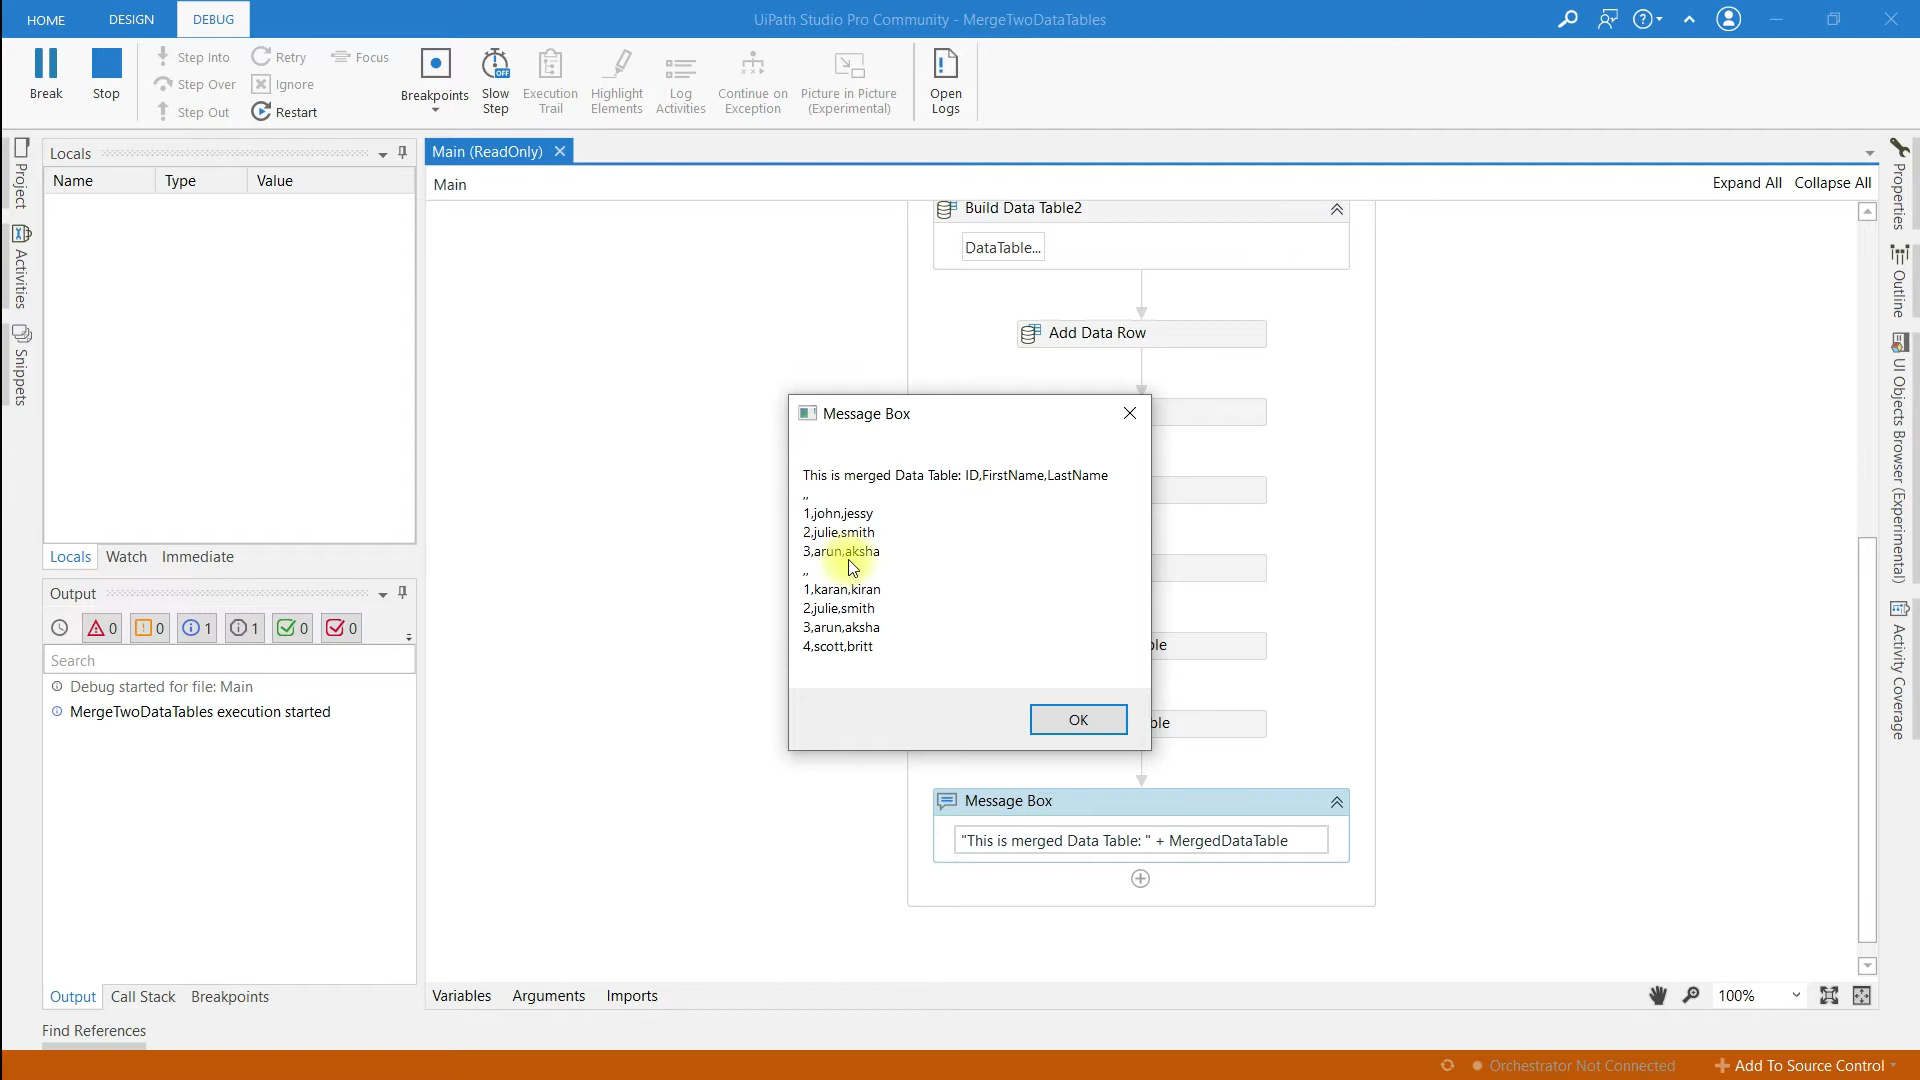 HOME
DESIGN
DEBUG
UiPath Studio Pro Community - MergeTwoDataTables
Break
Stop
Step Into
Step Over
Step Out
Retry
Ignore
Restart
Focus
Breakpoints
OFF
Slow Step
Execution Trail
Highlight Elements
Log Activities
Continue on Exception
Picture in Picture (Experimental)
Open Logs
Project
Activities
Snippets
Locals
Name
Type
Value
Locals
Watch
Immediate
Output
0
0
1
1
0
0
Search
Debug started for file: Main
MergeTwoDataTables execution started
Output
Call Stack
Breakpoints
Find References
Main (ReadOnly)
Main
Expand All
Collapse All
Build Data Table2
DataTable...
Add Data Row
Message Box
This is merged Data Table: ID,FirstName,LastName
,,
1,john,jessy
2,julie,smith
3,arun,aksha
,,
1,karan,kiran
2,julie,smith
3,arun,aksha
4,scott,britt
OK
ble
ble
Message Box
"This is merged Data Table: " + MergedDataTable
Variables
Arguments
Imports
100%
Properties
Outline
UI Objects Browser (Experimental)
Activity Coverage
Orchestrator Not Connected
Add To Source Control